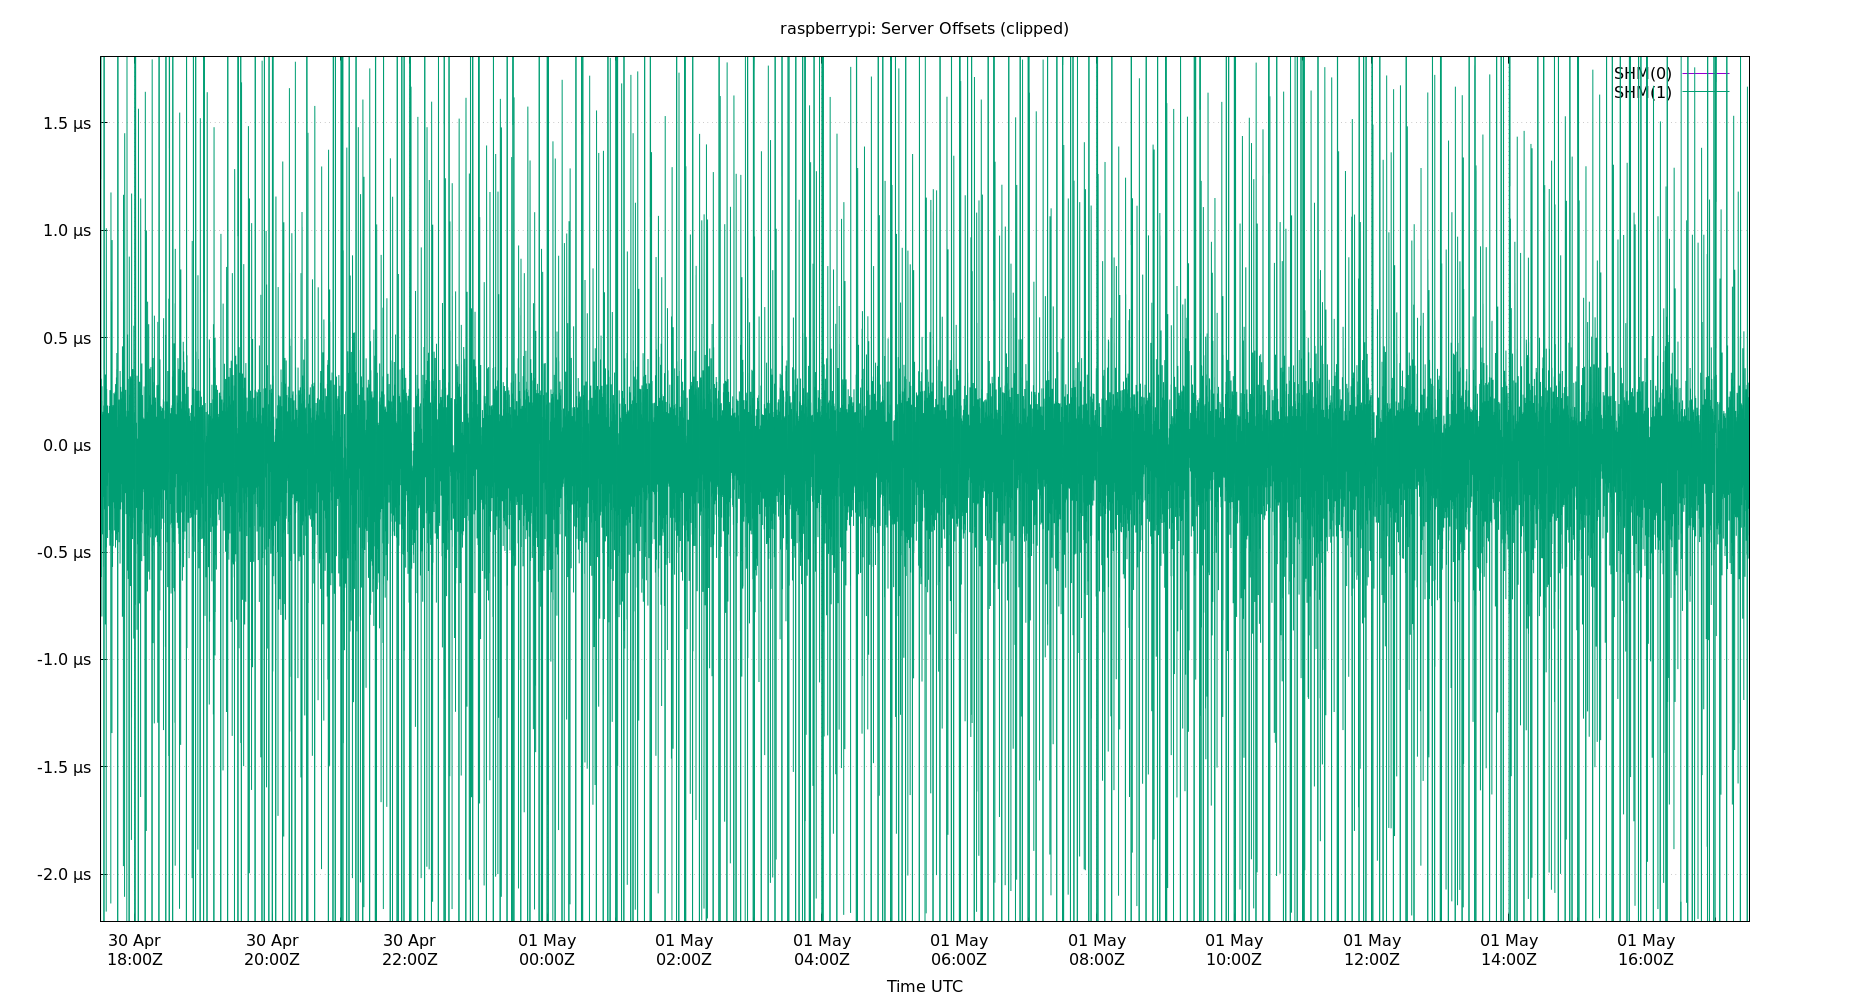 raspberrypi: Server Offsets (clipped)
SHM(0)
SHM(1)
1.5 µs
1.0 µs
0.5 µs
0.0 µs
-0.5 µs
-1.0 µs
-1.5 µs
-2.0 µs
30 Apr 30 Apr 30 Apr 01 May 01 May 01 May 01 May 01 May 01 May 01 May 01 May 01 May
18:00Z 20:00Z 22:00Z 00:00Z 02:00Z 04:00Z 06:00Z 08:00Z 10:00Z 12:00Z 14:00Z 16:00Z
Time UTC